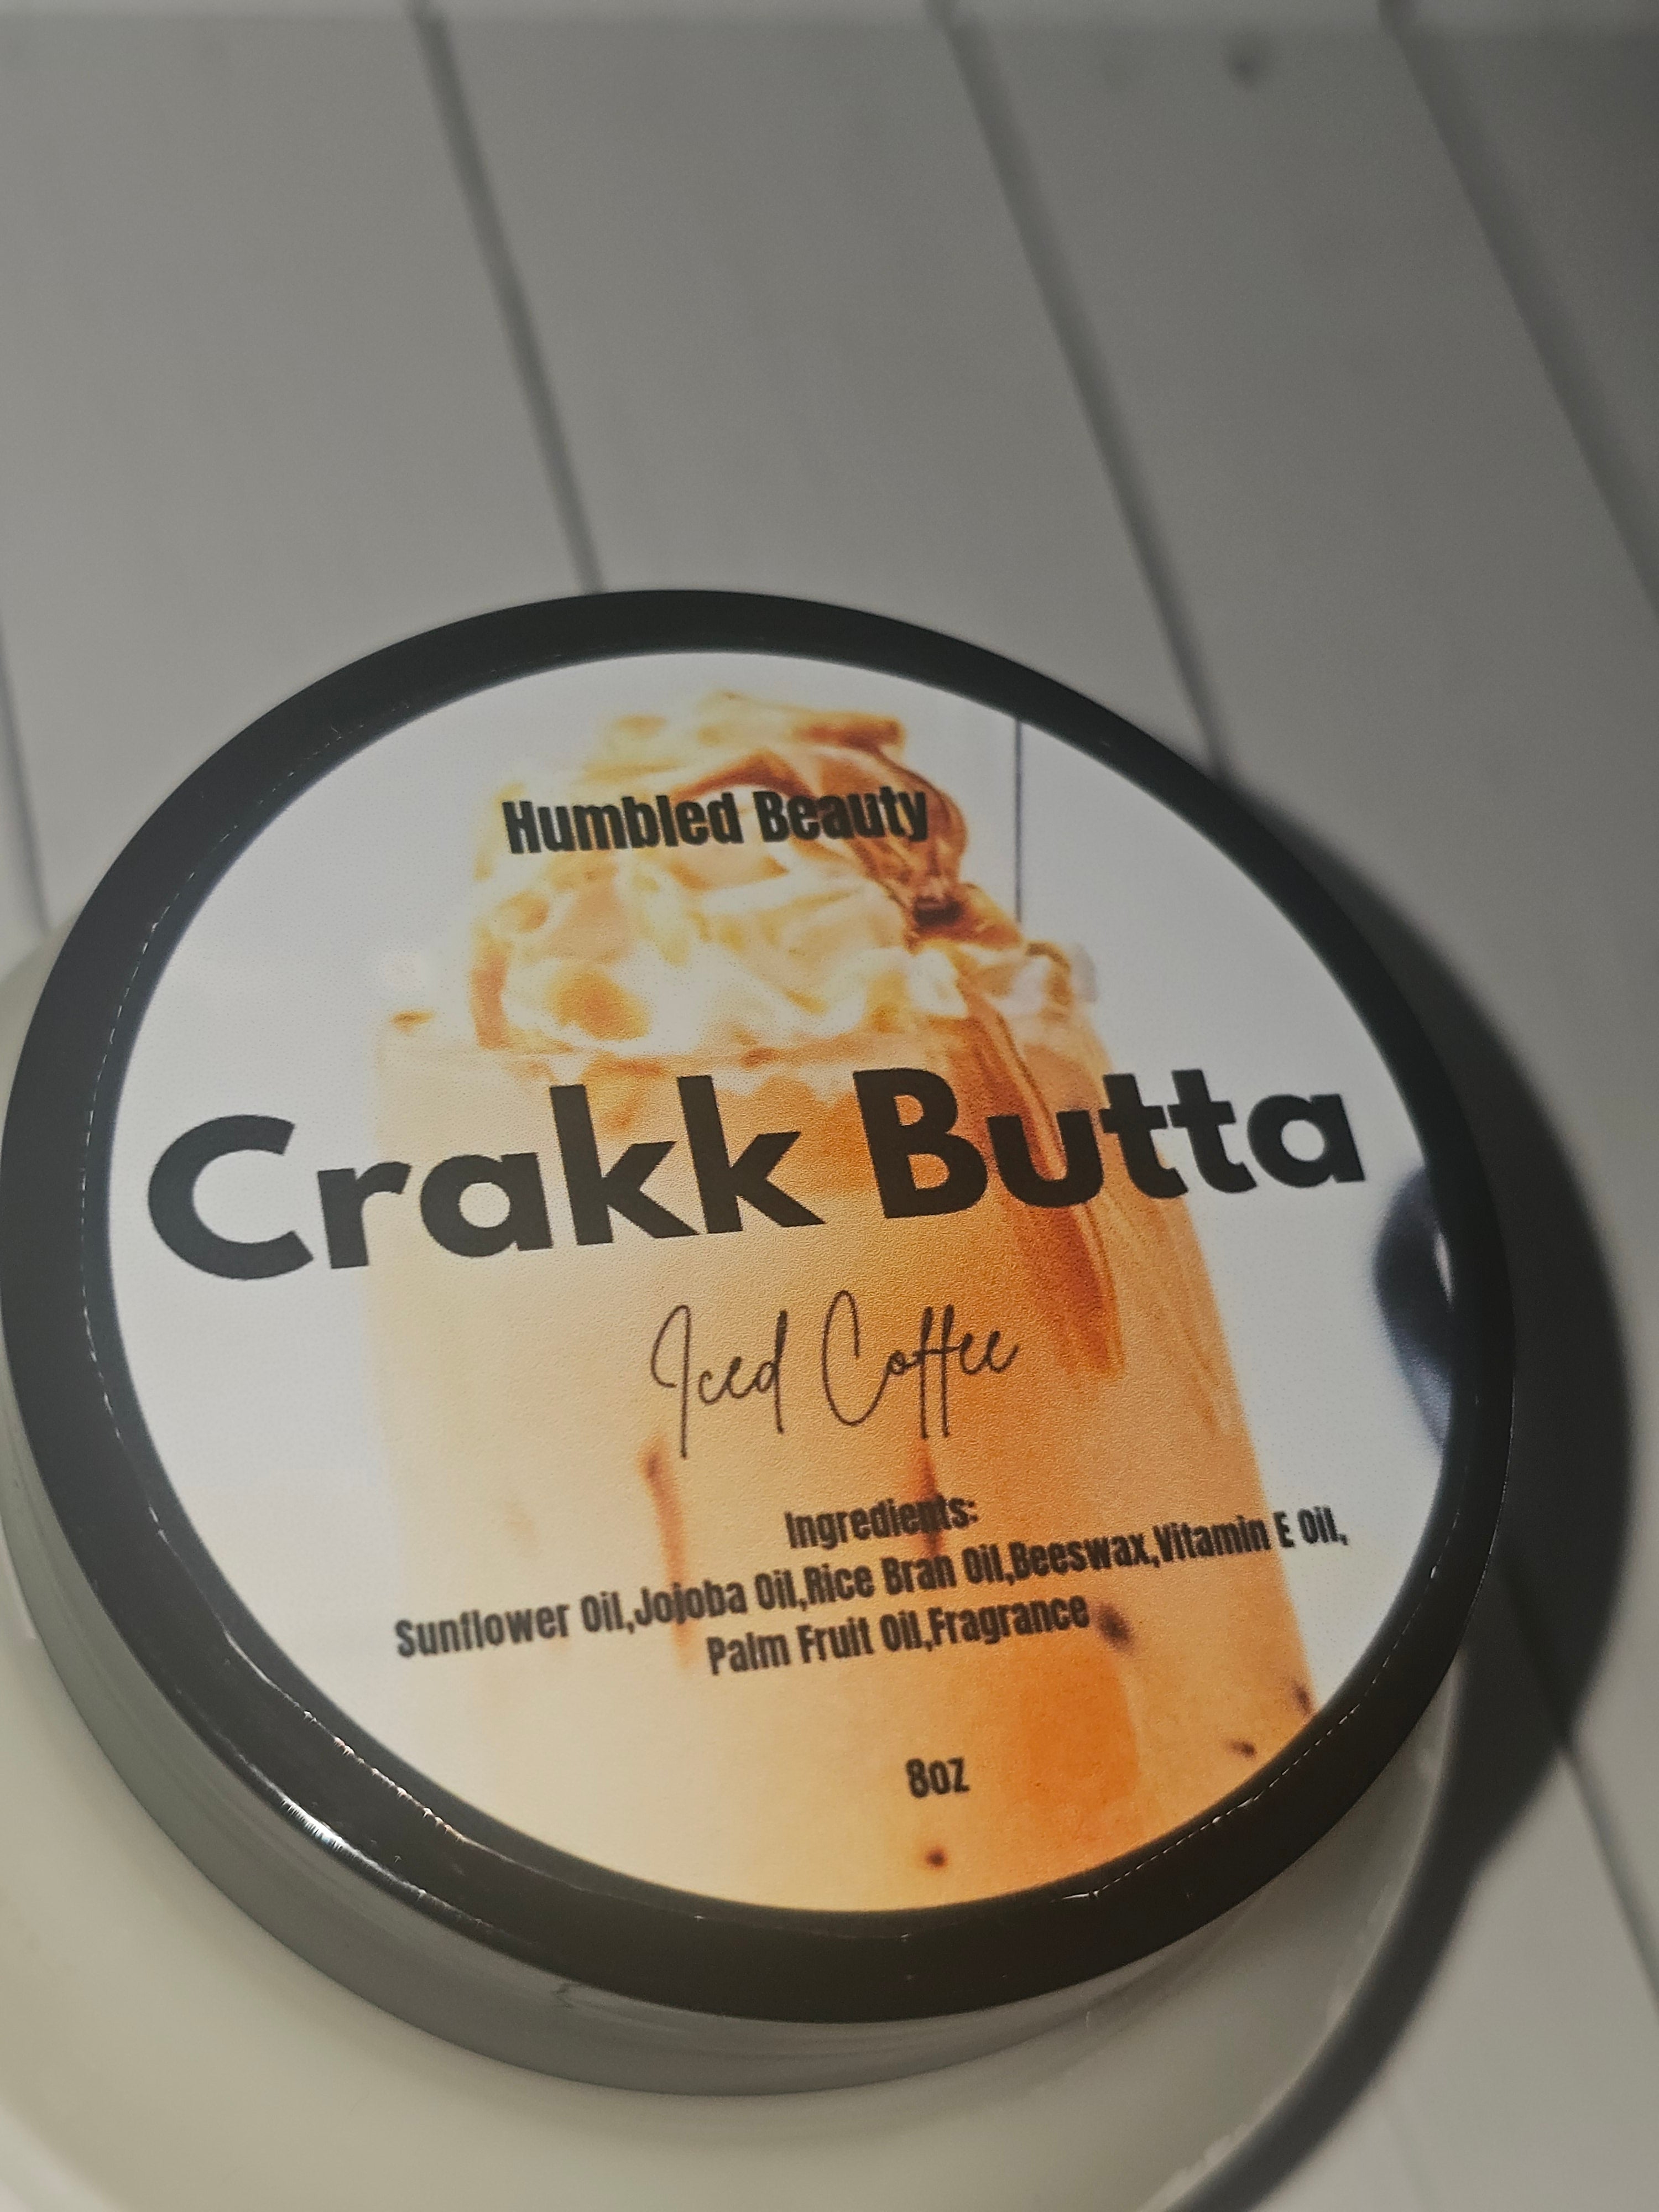 Humbled Beauty
Crakk Butta
Iced Coffee
Ingredients:
Sunflower Oil,Jojoba Oil,Rice Bran Oil,Beeswax,Vitamin E Oil,
Palm Fruit Oil,Fragrance
8oz